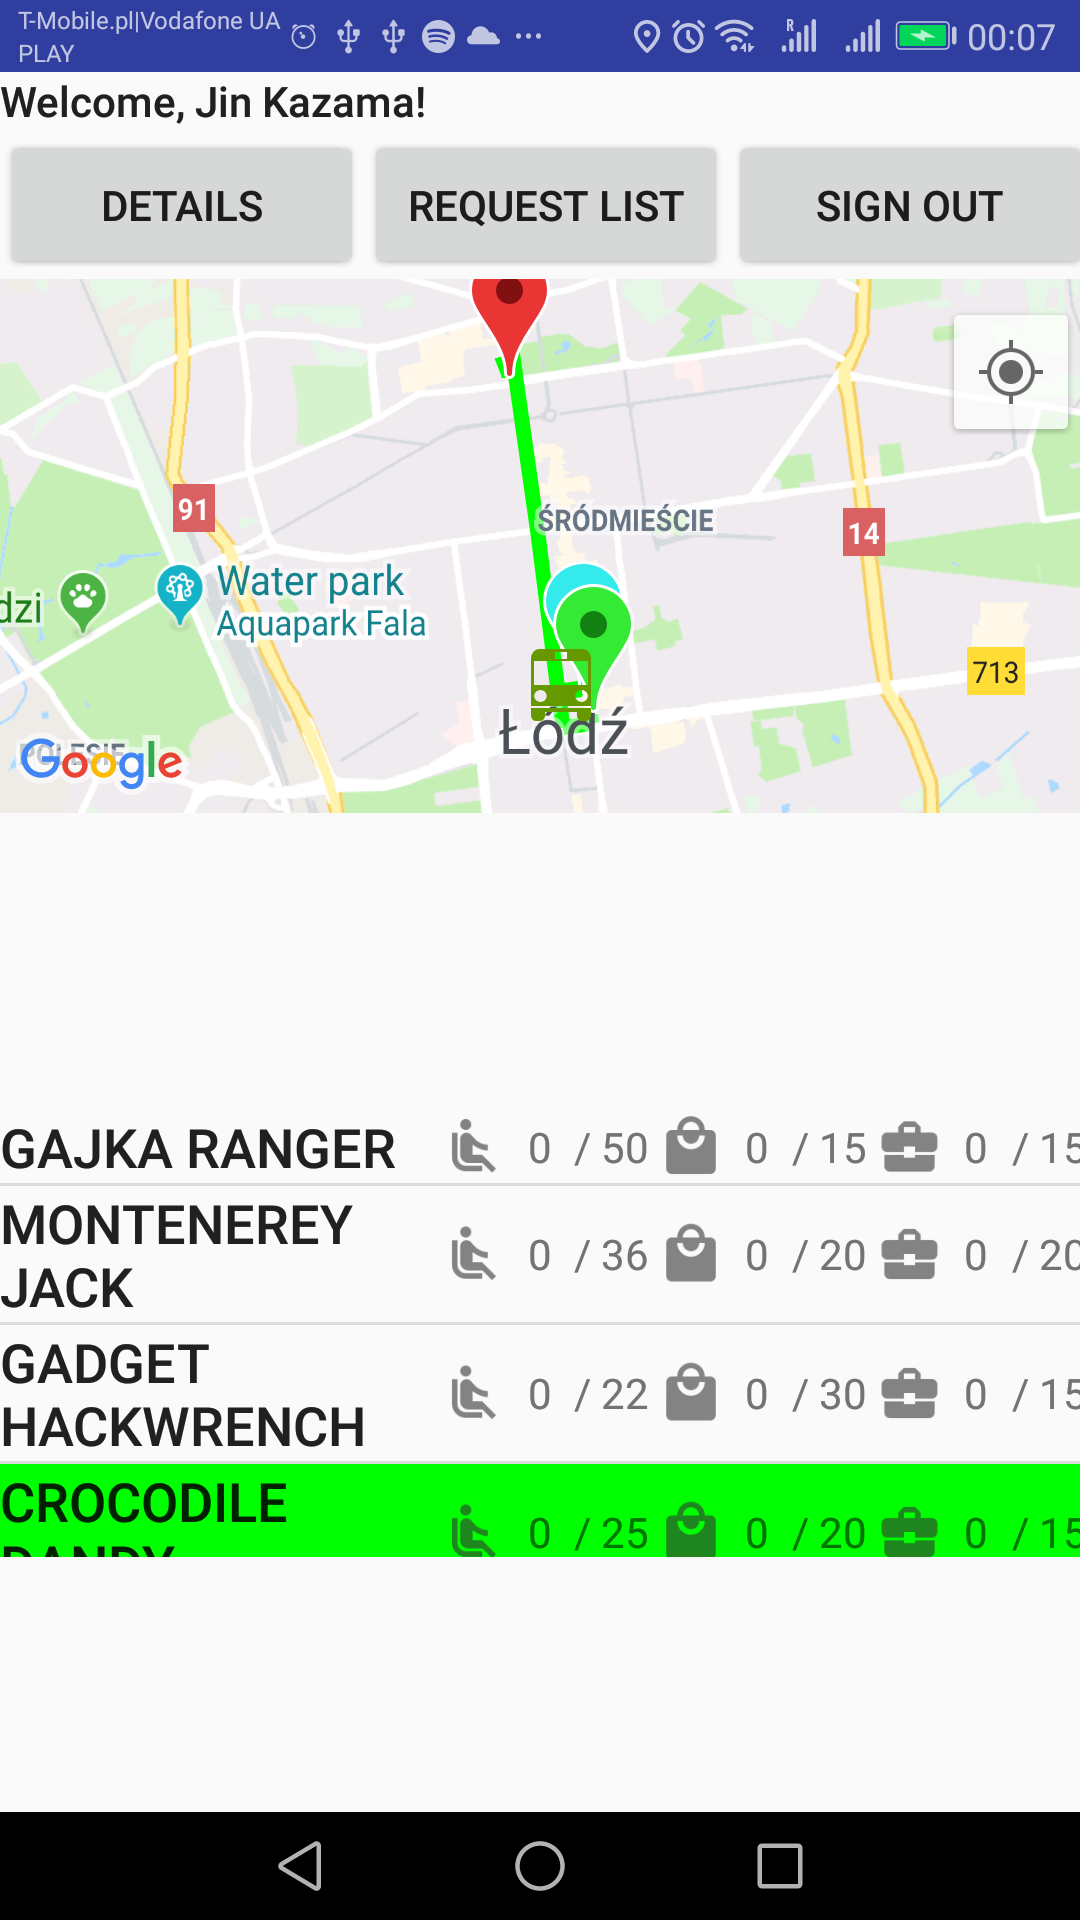 T-Mobile.pl|Vodafone UA
PLAY
R
00:07
Welcome, Jin Kazama!
DETAILS
REQUEST LIST
SIGN OUT
91
ŚRÓDMIEŚCIE
14
Water park
Aquapark Fala
dzi
713
Łódź
POLESIE
Google
GAJKA RANGER 0 / 50 0 / 15 0 / 15
MONTENEREY
JACK 0 / 36 0 / 20 0 / 20
GADGET
HACKWRENCH 0 / 22 0 / 30 0 / 15
CROCODILE
DANDY 0 / 25 0 / 20 0 / 15